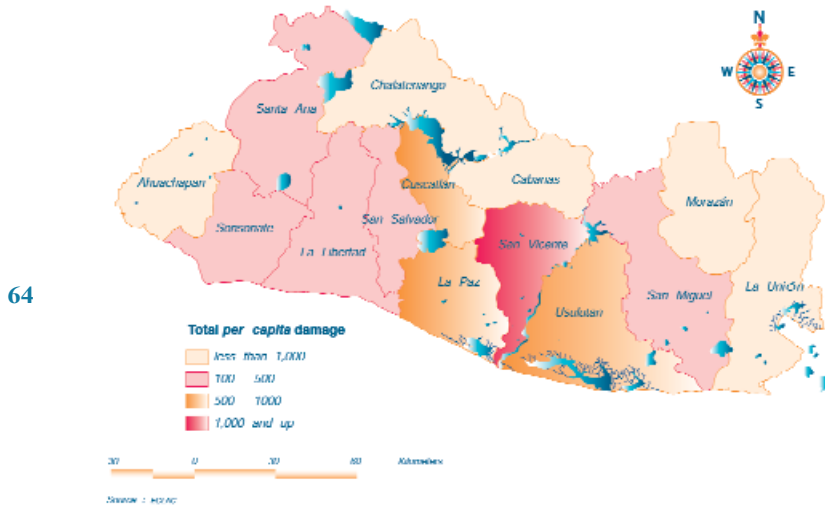 N
W E
S
Chalatenango
Santa Ana
Ahuachapan
Cuscatlán
Cabanas
Morazán
Sonsonate
San Salvador
San Vicente
La Libertad
La Paz
San Miguel
La Unión
Usulutan
64
Total per capita damage
less than 1,000
100 500
500 1000
1,000 and up
30 0 30 60 Kilometers
Source : ECLAC